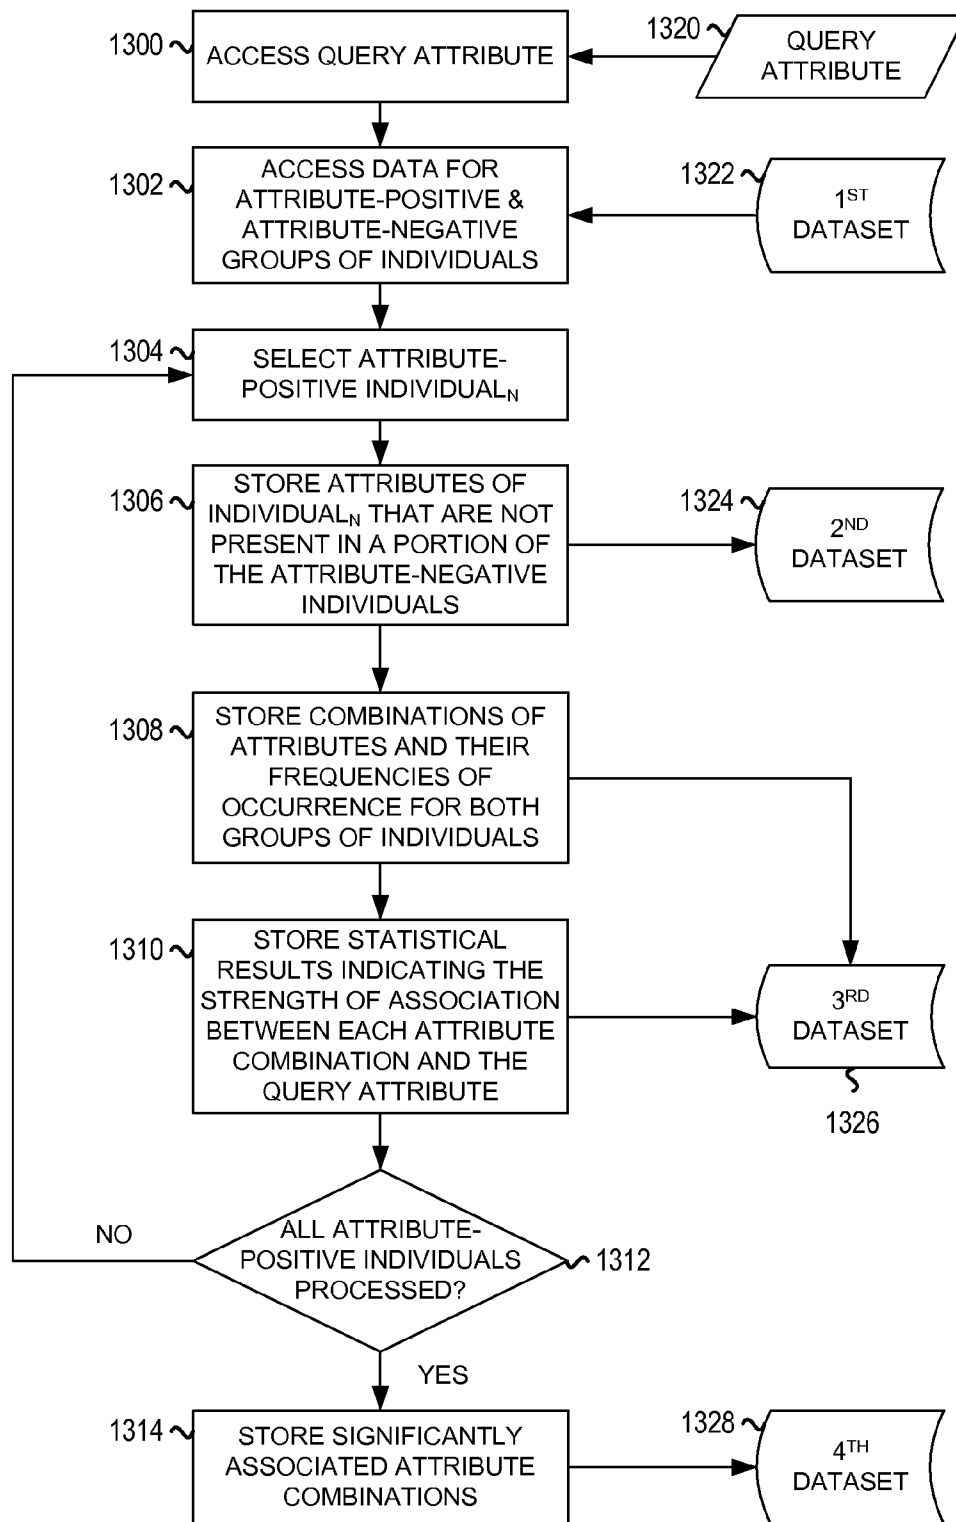 1300
ACCESS QUERY ATTRIBUTE
1320
QUERY
ATTRIBUTE
1302
ACCESS DATA FOR
ATTRIBUTE-POSITIVE &
ATTRIBUTE-NEGATIVE
GROUPS OF INDIVIDUALS
1322
1ST
DATASET
1304
SELECT ATTRIBUTE-
POSITIVE INDIVIDUALN
1306
STORE ATTRIBUTES OF
INDIVIDUALN THAT ARE NOT
PRESENT IN A PORTION OF
THE ATTRIBUTE-NEGATIVE
INDIVIDUALS
1324
2ND
DATASET
1308
STORE COMBINATIONS OF
ATTRIBUTES AND THEIR
FREQUENCIES OF
OCCURRENCE FOR BOTH
GROUPS OF INDIVIDUALS
1310
STORE STATISTICAL
RESULTS INDICATING THE
STRENGTH OF ASSOCIATION
BETWEEN EACH ATTRIBUTE
COMBINATION AND THE
QUERY ATTRIBUTE
3RD
DATASET
1326
NO
ALL ATTRIBUTE-
POSITIVE INDIVIDUALS
PROCESSED?
1312
YES
1314
STORE SIGNIFICANTLY
ASSOCIATED ATTRIBUTE
COMBINATIONS
1328
4TH
DATASET